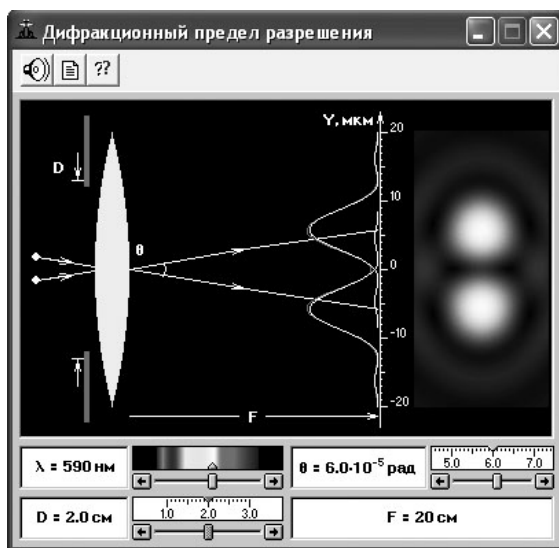 Дифракционный предел разрешения
??
Y, мкм
20
D
10
θ
0
-10
-20
F
λ = 590 нм
θ = 6.0·10⁻⁵ рад
5.0 6.0 7.0
D = 2.0 см
1.0 2.0 3.0
F = 20 см